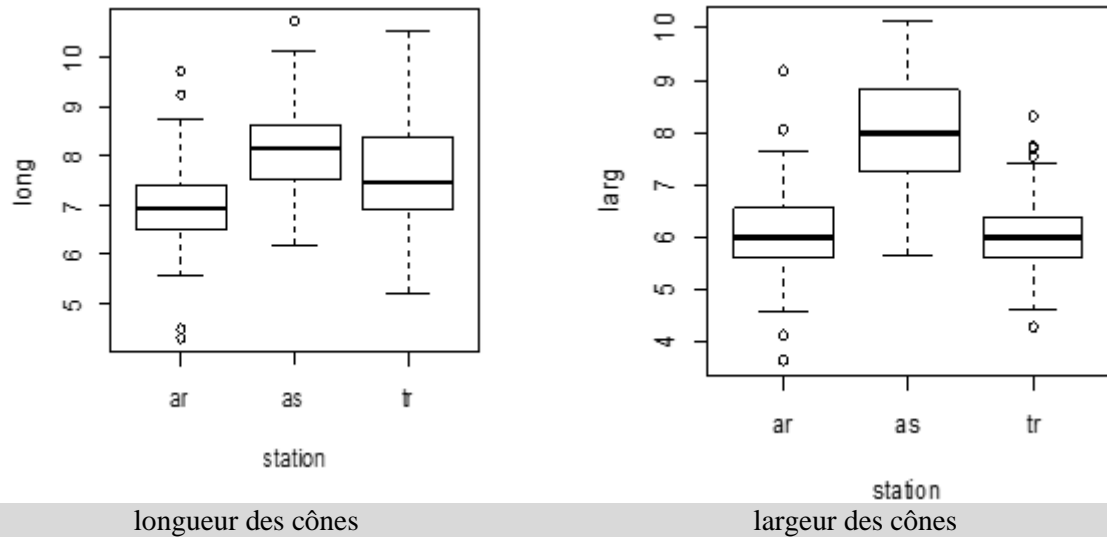 long
10
9
8
7
6
5
ar as tr
station
larg
10
9
8
7
6
5
4
ar as tr
station
longueur des cônes
largeur des cônes